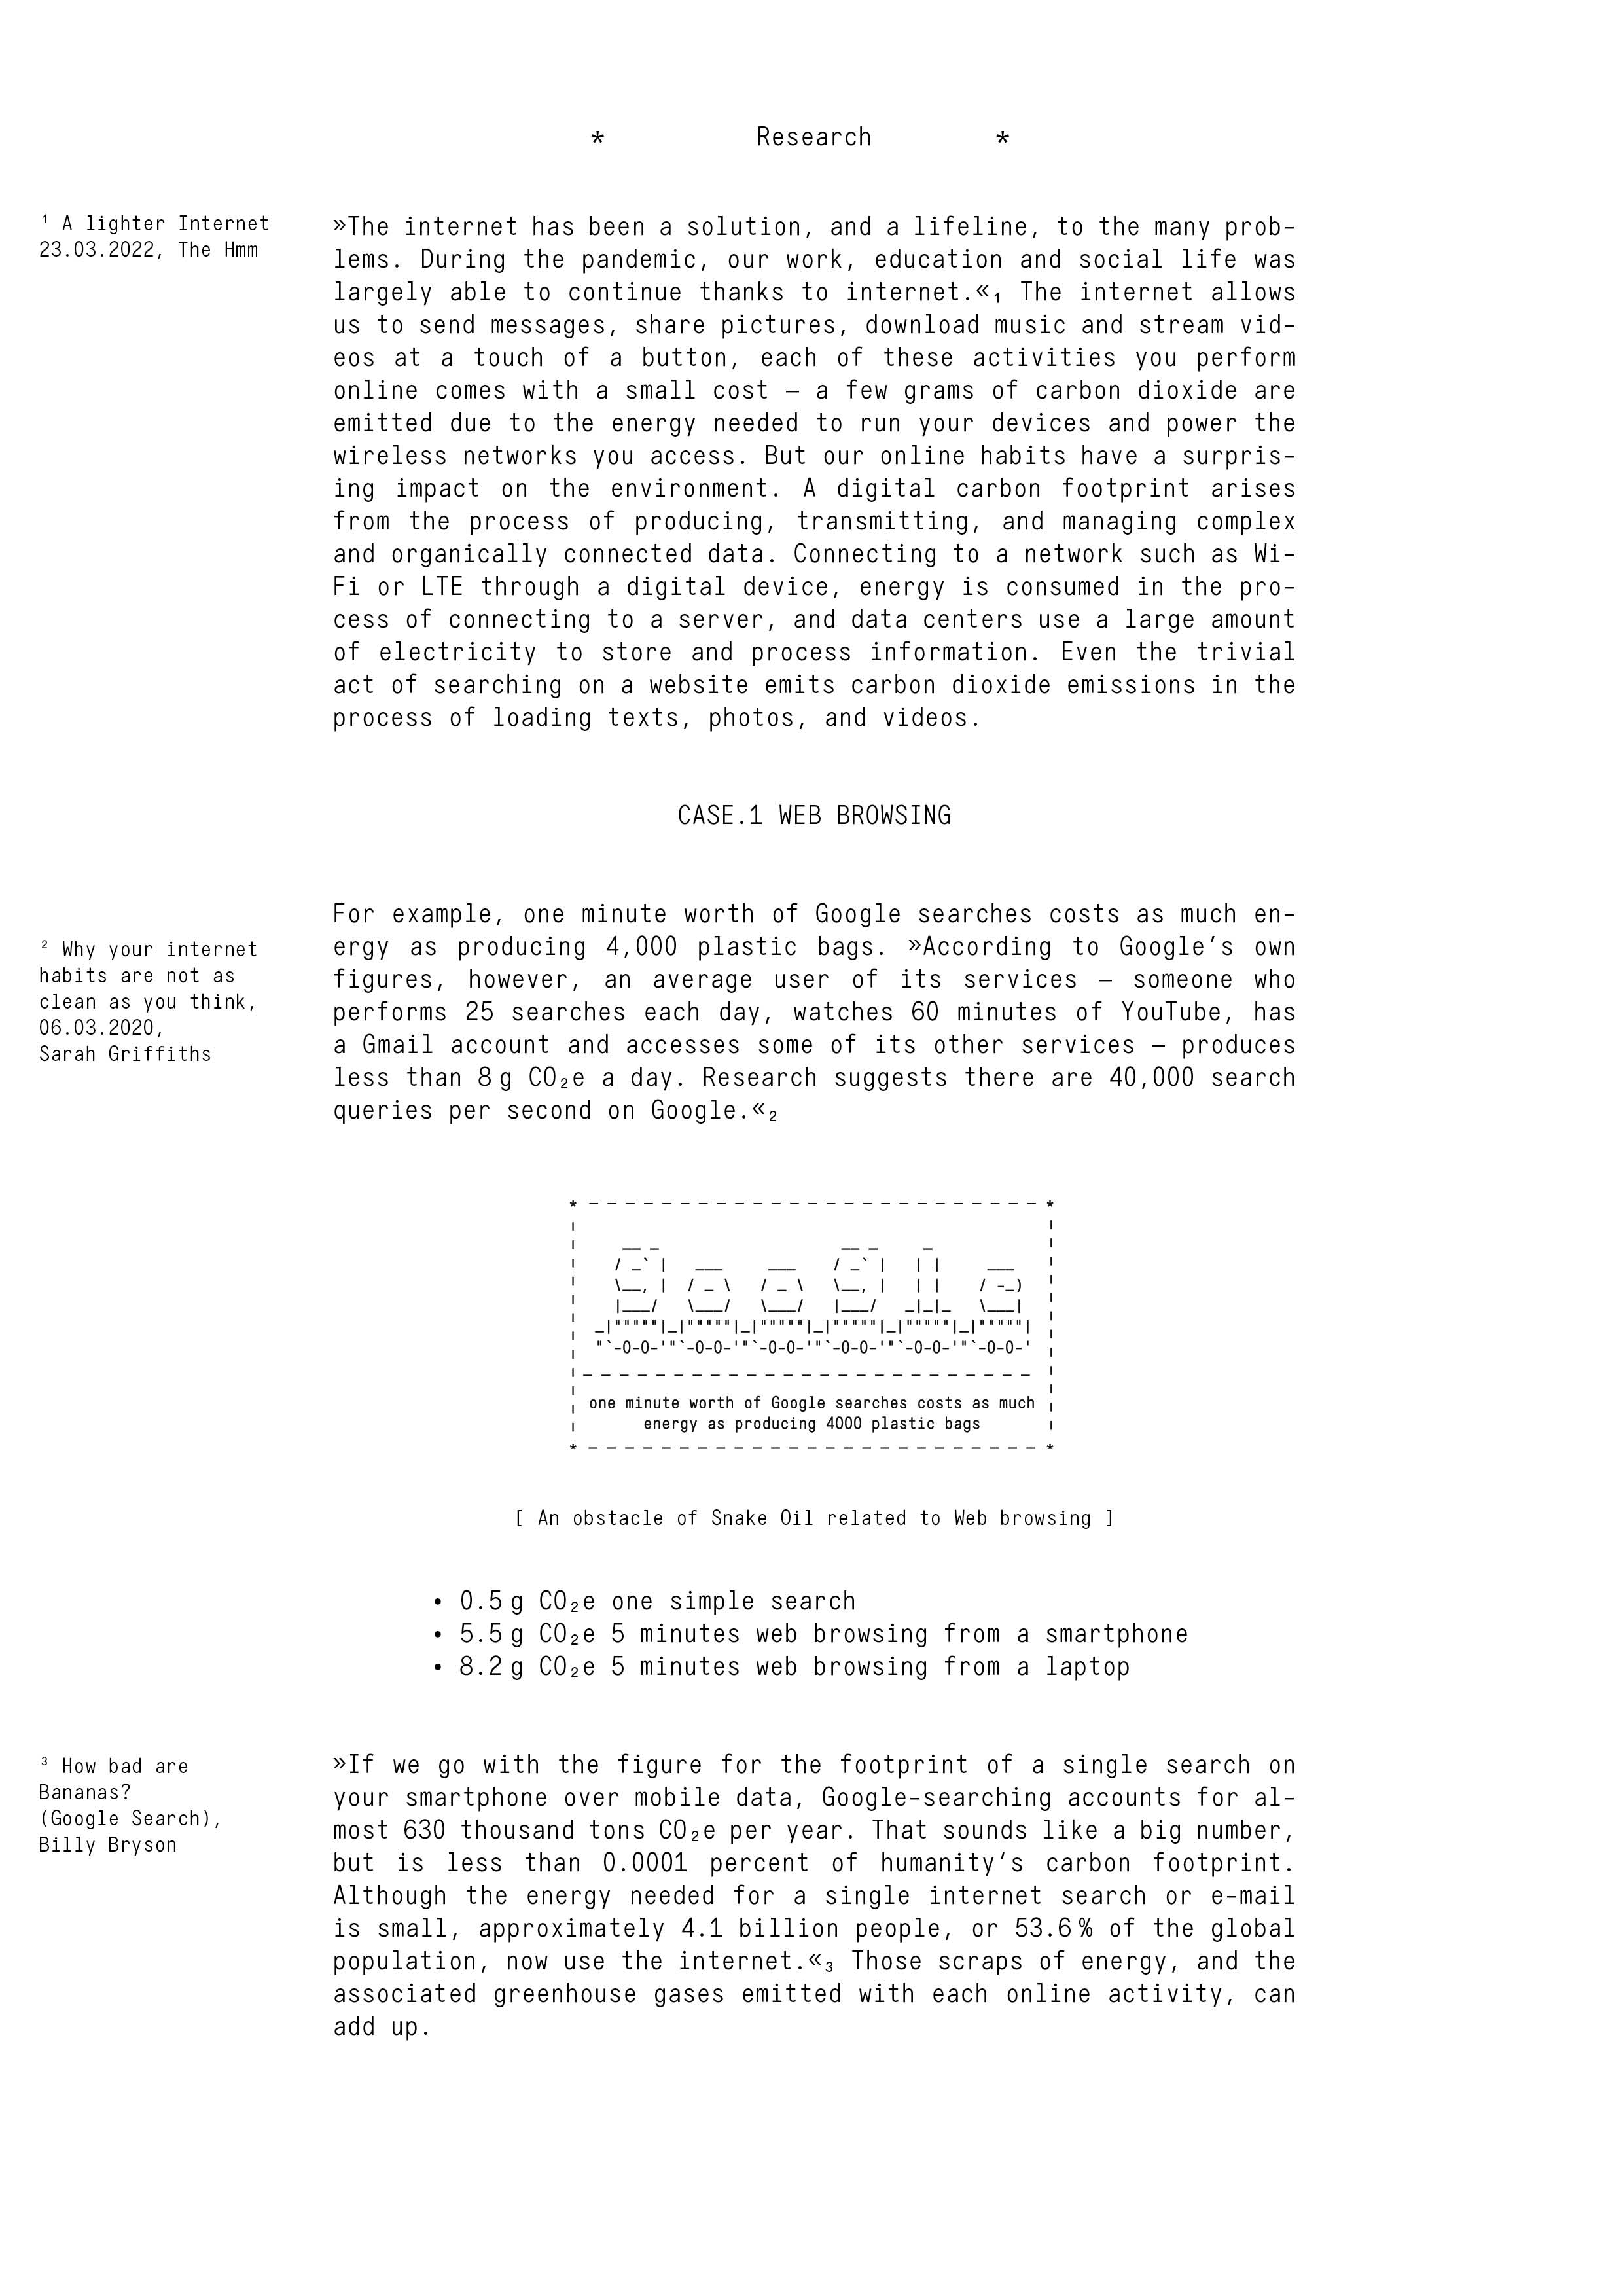 * Research *
¹ A lighter Internet
23.03.2022, The Hmm
»The internet has been a solution, and a lifeline, to the many prob-
lems. During the pandemic, our work, education and social life was
largely able to continue thanks to internet.«₁ The internet allows
us to send messages, share pictures, download music and stream vid-
eos at a touch of a button, each of these activities you perform
online comes with a small cost – a few grams of carbon dioxide are
emitted due to the energy needed to run your devices and power the
wireless networks you access. But our online habits have a surpris-
ing impact on the environment. A digital carbon footprint arises
from the process of producing, transmitting, and managing complex
and organically connected data. Connecting to a network such as Wi-
Fi or LTE through a digital device, energy is consumed in the pro-
cess of connecting to a server, and data centers use a large amount
of electricity to store and process information. Even the trivial
act of searching on a website emits carbon dioxide emissions in the
process of loading texts, photos, and videos.
CASE.1 WEB BROWSING
² Why your internet
habits are not as
clean as you think,
06.03.2020,
Sarah Griffiths
For example, one minute worth of Google searches costs as much en-
ergy as producing 4,000 plastic bags. »According to Google’s own
figures, however, an average user of its services – someone who
performs 25 searches each day, watches 60 minutes of YouTube, has
a Gmail account and accesses some of its other services – produces
less than 8 g CO₂e a day. Research suggests there are 40,000 search
queries per second on Google.«₂
one minute worth of Google searches costs as much
energy as producing 4000 plastic bags
[ An obstacle of Snake Oil related to Web browsing ]
• 0.5 g CO₂e one simple search
• 5.5 g CO₂e 5 minutes web browsing from a smartphone
• 8.2 g CO₂e 5 minutes web browsing from a laptop
³ How bad are
Bananas?
(Google Search),
Billy Bryson
»If we go with the figure for the footprint of a single search on
your smartphone over mobile data, Google-searching accounts for al-
most 630 thousand tons CO₂e per year. That sounds like a big number,
but is less than 0.0001 percent of humanity‘s carbon footprint.
Although the energy needed for a single internet search or e-mail
is small, approximately 4.1 billion people, or 53.6 % of the global
population, now use the internet.«₃ Those scraps of energy, and the
associated greenhouse gases emitted with each online activity, can
add up.